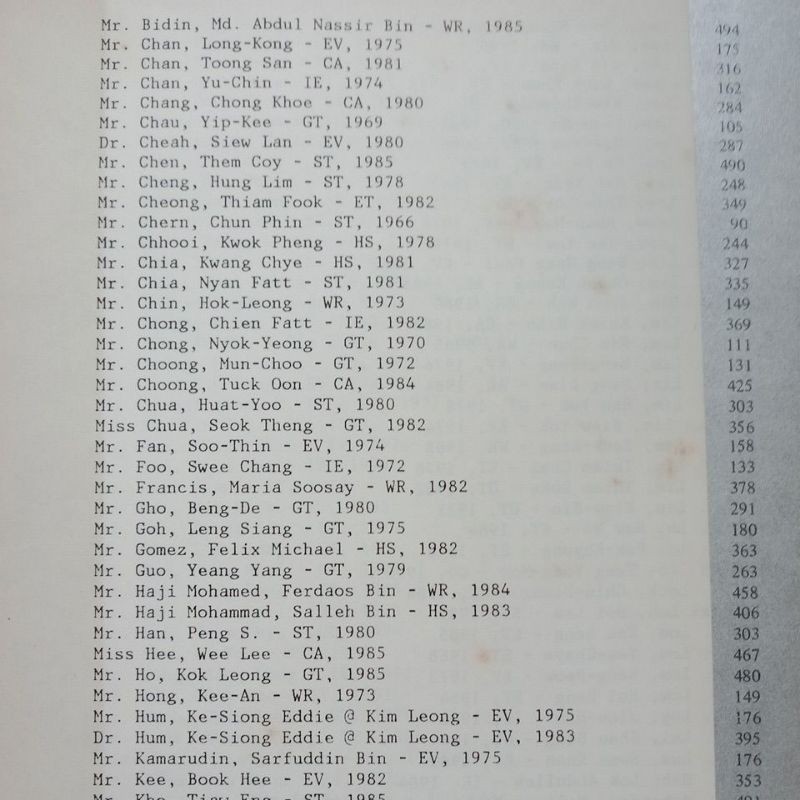 Mr. Bidin, Md. Abdul Nassir Bin - WR, 1985 494
Mr. Chan, Long-Kong - EV, 1975 175
Mr. Chan, Toong San - CA, 1981 316
Mr. Chan, Yu-Chin - IE, 1974 162
Mr. Chang, Chong Khoe - CA, 1980 284
Mr. Chau, Yip-Kee - GT, 1969 105
Dr. Cheah, Siew Lan - EV, 1980 287
Mr. Chen, Them Coy - ST, 1985 490
Mr. Cheng, Hung Lim - ST, 1978 248
Mr. Cheong, Thiam Fook - ET, 1982 349
Mr. Chern, Chun Phin - ST, 1966 90
Mr. Chhooi, Kwok Pheng - HS, 1978 244
Mr. Chia, Kwang Chye - HS, 1981 327
Mr. Chia, Nyan Fatt - ST, 1981 335
Mr. Chin, Hok-Leong - WR, 1973 149
Mr. Chong, Chien Fatt - IE, 1982 369
Mr. Chong, Nyok-Yeong - GT, 1970 111
Mr. Choong, Mun-Choo - GT, 1972 131
Mr. Choong, Tuck Oon - CA, 1984 425
Mr. Chua, Huat-Yoo - ST, 1980 303
Miss Chua, Seok Theng - GT, 1982 356
Mr. Fan, Soo-Thin - EV, 1974 158
Mr. Foo, Swee Chang - IE, 1972 133
Mr. Francis, Maria Soosay - WR, 1982 378
Mr. Gho, Beng-De - GT, 1980 291
Mr. Goh, Leng Siang - GT, 1975 180
Mr. Gomez, Felix Michael - HS, 1982 363
Mr. Guo, Yeang Yang - GT, 1979 263
Mr. Haji Mohamed, Ferdaos Bin - WR, 1984 458
Mr. Haji Mohammad, Salleh Bin - HS, 1983 406
Mr. Han, Peng S. - ST, 1980 303
Miss Hee, Wee Lee - CA, 1985 467
Mr. Ho, Kok Leong - GT, 1985 480
Mr. Hong, Kee-An - WR, 1973 149
Mr. Hum, Ke-Siong Eddie @ Kim Leong - EV, 1975 176
Dr. Hum, Ke-Siong Eddie @ Kim Leong - EV, 1983 395
Mr. Kamarudin, Sarfuddin Bin - EV, 1975 176
Mr. Kee, Book Hee - EV, 1982 353
Mr. Kho, Eng - ST, 1985